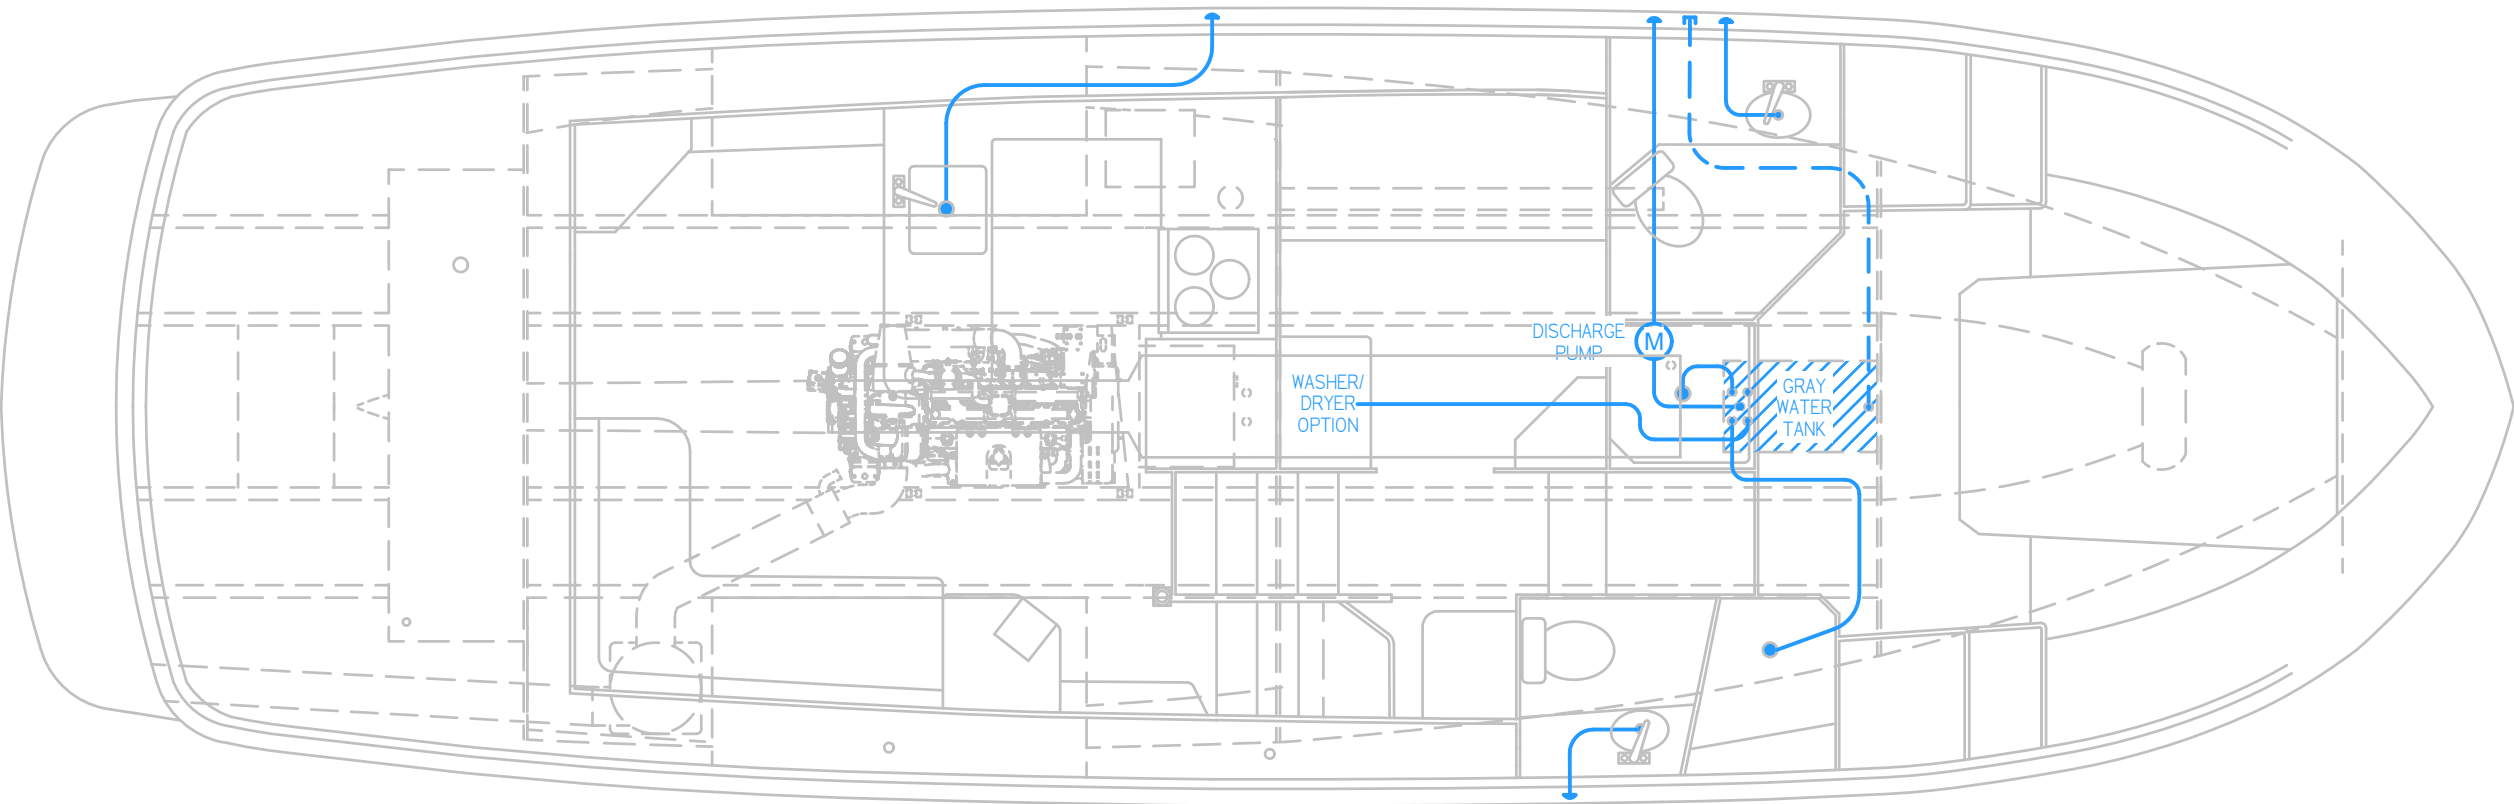 DISCHARGE
PUMP
M
WASHER/
DRYER
OPTION
GRAY
WATER
TANK